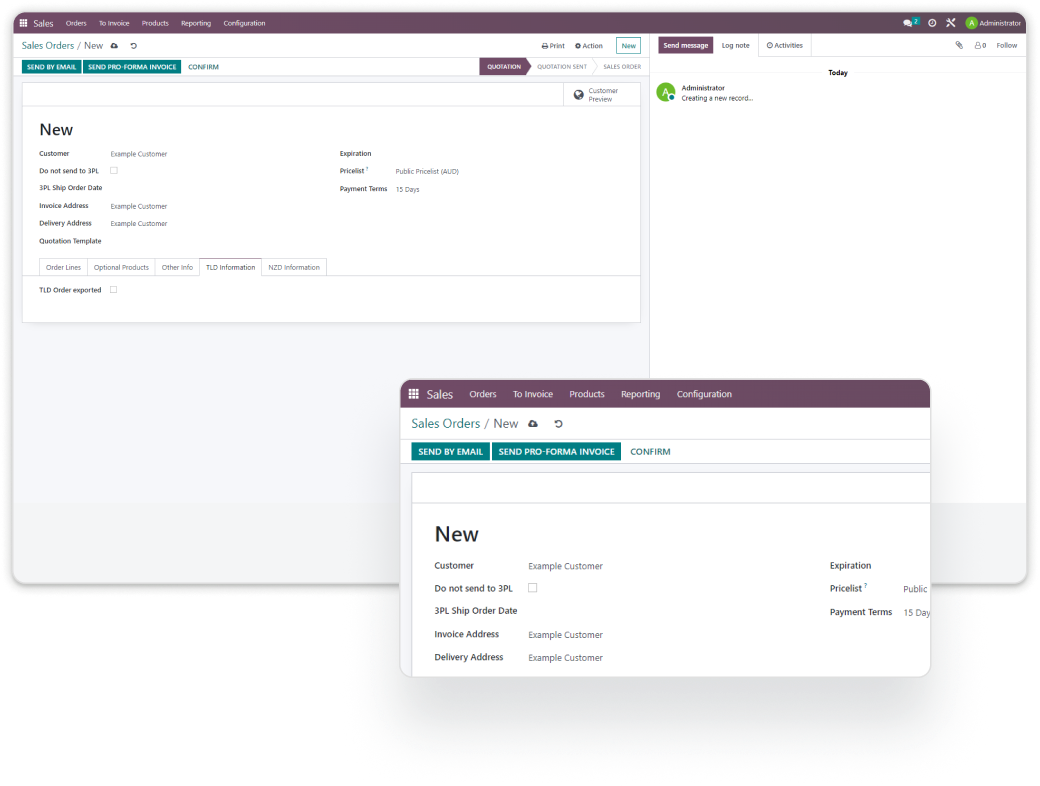 Sales Orders To Invoice Products Reporting Configuration 2 A Administrator
Sales Orders / New Print Action New Send message Log note Activities 0 Follow
SEND BY EMAIL SEND PRO-FORMA INVOICE CONFIRM QUOTATION QUOTATION SENT SALES ORDER
Today
Customer
Preview
A Administrator
Creating a new record...
New
Customer Example Customer Expiration
Do not send to 3PL Pricelist ? Public Pricelist (AUD)
3PL Ship Order Date Payment Terms 15 Days
Invoice Address Example Customer
Delivery Address Example Customer
Quotation Template
Order Lines Optional Products Other Info TLD Information NZD Information
TLD Order exported
Sales Orders To Invoice Products Reporting Configuration
Sales Orders / New
SEND BY EMAIL SEND PRO-FORMA INVOICE CONFIRM
New
Customer Example Customer Expiration
Do not send to 3PL Pricelist ? Public
3PL Ship Order Date Payment Terms 15 Day
Invoice Address Example Customer
Delivery Address Example Customer